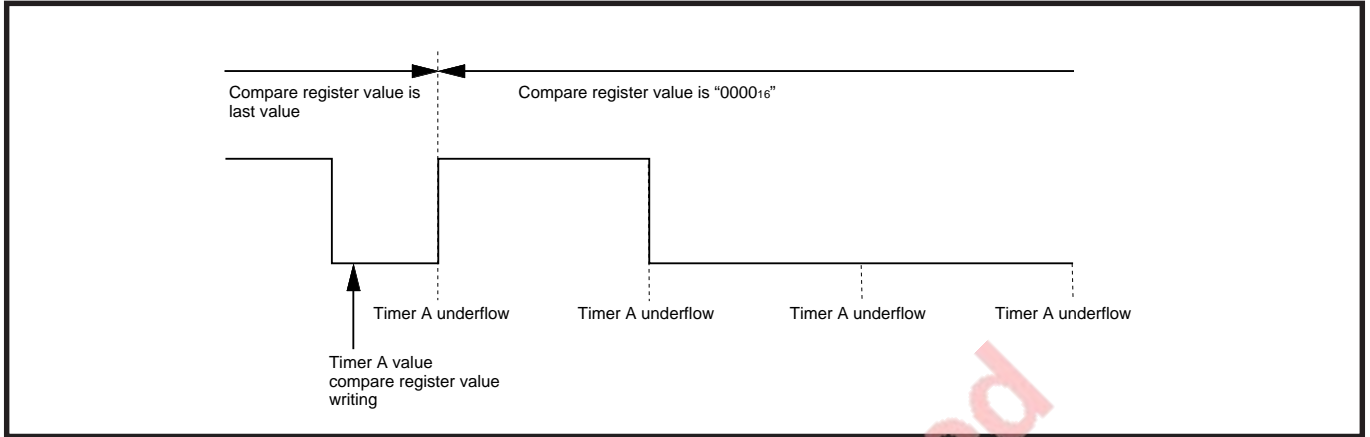 Compare register value is
last value
Compare register value is “0000₁₆”
Timer A underflow
Timer A underflow
Timer A underflow
Timer A underflow
Timer A value
compare register value
writing